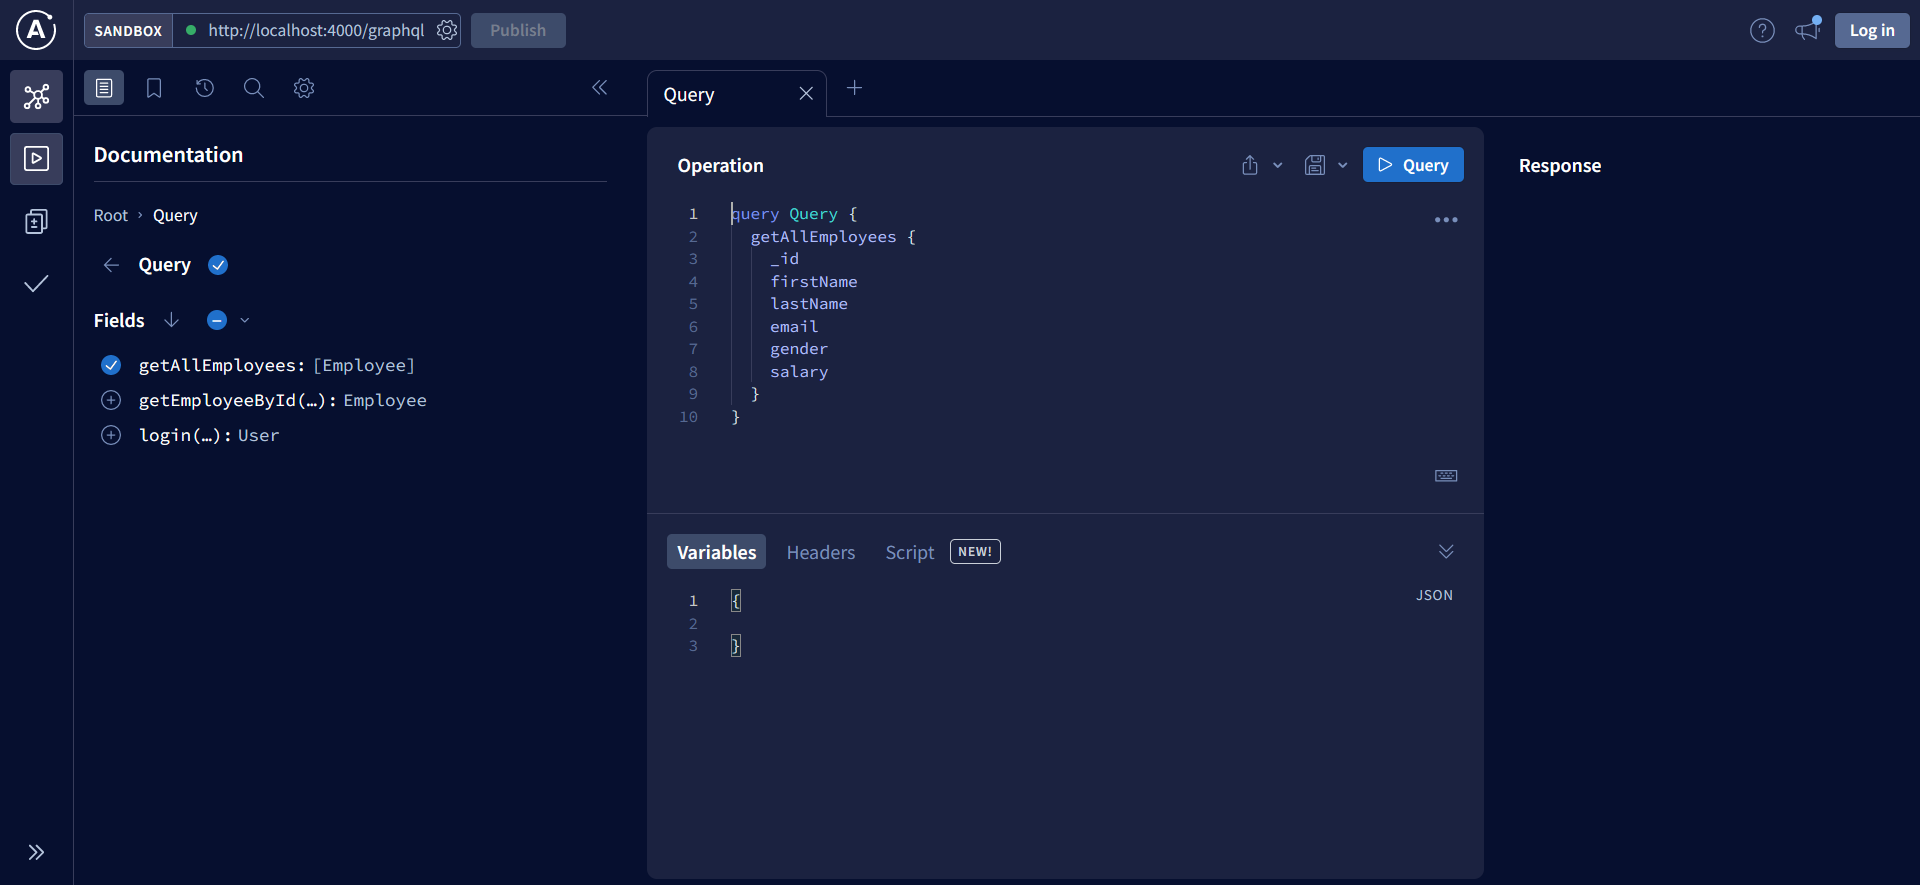 SANDBOX http://localhost:4000/graphql Publish Log in
Query
Documentation
Root › Query
Query
Fields
getAllEmployees: [Employee]
getEmployeeById(…): Employee
login(…): User
Operation Query
1 query Query {
2 getAllEmployees {
3 _id
4 firstName
5 lastName
6 email
7 gender
8 salary
9 }
10 }
Variables Headers Script NEW!
JSON
1 {
2
3 }
Response